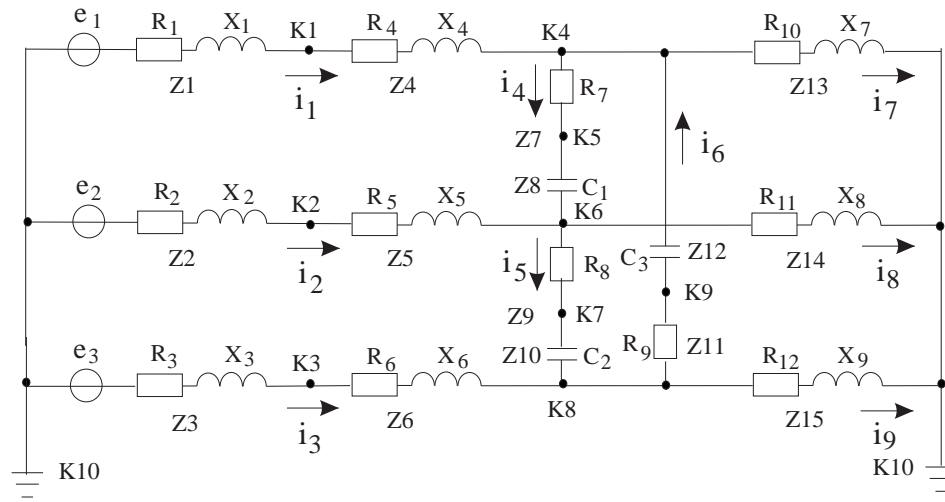 e 1 R1 X1 K1 R4 X4 K4 R10 X7
Z1 i1 Z4 i4 R7 Z13 i7
Z7 K5 i6
e2 R2 X2 K2 R5 X5 Z8 C1 K6 R11 X8
Z2 i2 Z5 i5 R8 C3 Z12 Z14 i8
Z9 K7 K9
e3 R3 X3 K3 R6 X6 Z10 C2 R9 Z11 R12 X9
Z3 i3 Z6 K8 Z15 i9
K10 K10